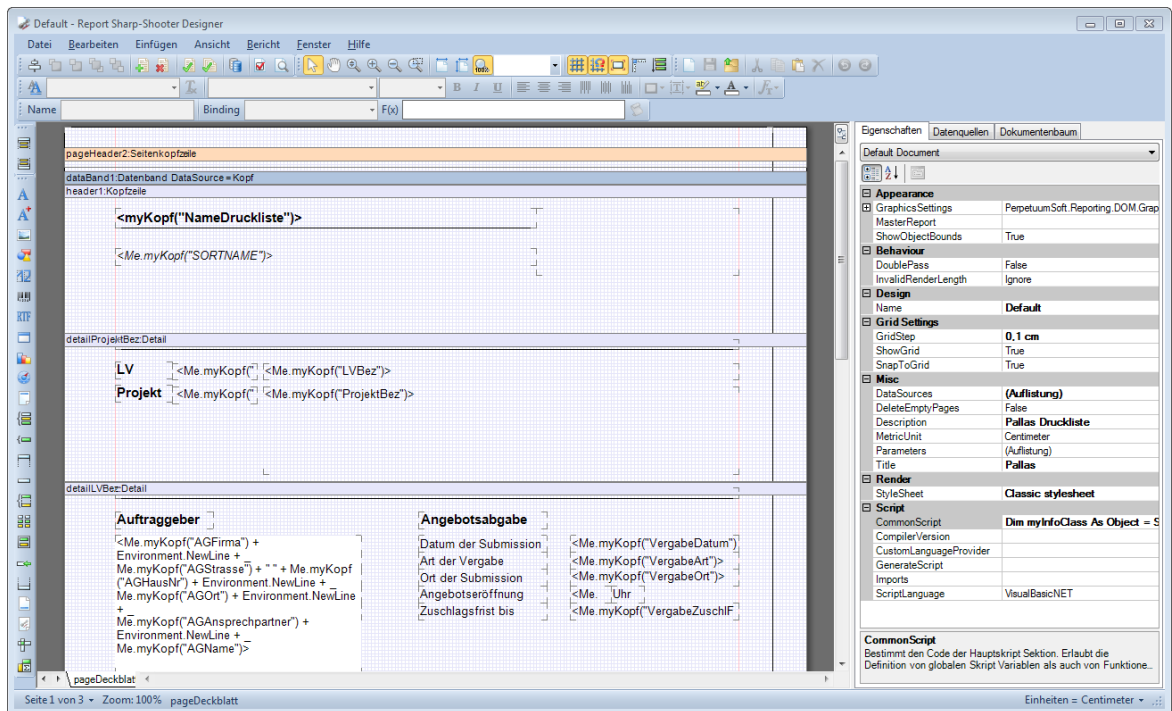 Default - Report Sharp-Shooter Designer
Datei Bearbeiten Einfügen Ansicht Bericht Fenster Hilfe
100%
B I U
Name Binding F(x)
pageHeader2:Seitenkopfzeile
dataBand1:Datenband DataSource = Kopf
header1:Kopfzeile
<myKopf("NameDruckliste")>
<Me.myKopf("SORTNAME")>
detailProjektBez:Detail
LV <Me.myKopf(" <Me.myKopf("LVBez")>
Projekt <Me.myKopf(" <Me.myKopf("ProjektBez")>
detailLVBez:Detail
Auftraggeber
<Me.myKopf("AGFirma") +
Environment.NewLine + _
Me.myKopf("AGStrasse") + " " + Me.myKopf
("AGHausNr") + Environment.NewLine + _
Me.myKopf("AGOrt") + Environment.NewLine
+ _
Me.myKopf("AGAnsprechpartner") +
Environment.NewLine + _
Me.myKopf("AGName")>
Angebotsabgabe
Datum der Submission <Me.myKopf("VergabeDatum")
Art der Vergabe <Me.myKopf("VergabeArt")>
Ort der Submission <Me.myKopf("VergabeOrt")>
Angebotseröffnung <Me. Uhr
Zuschlagsfrist bis <Me.myKopf("VergabeZuschlF
pageDeckblat
Eigenschaften Datenquellen Dokumentenbaum
Default Document
Appearance
GraphicsSettings PerpetuumSoft.Reporting.DOM.Grap
MasterReport
ShowObjectBounds True
Behaviour
DoublePass False
InvalidRenderLength Ignore
Design
Name Default
Grid Settings
GridStep 0,1 cm
ShowGrid True
SnapToGrid True
Misc
DataSources (Auflistung)
DeleteEmptyPages False
Description Pallas Druckliste
MetricUnit Centimeter
Parameters (Auflistung)
Title Pallas
Render
StyleSheet Classic stylesheet
Script
CommonScript Dim myInfoClass As Object = S
CompilerVersion
CustomLanguageProvider
GenerateScript
Imports
ScriptLanguage VisualBasicNET
CommonScript
Bestimmt den Code der Hauptskript Sektion. Erlaubt die
Definition von globalen Skript Variablen als auch von Funktione...
Seite 1 von 3 Zoom: 100% pageDeckblatt Einheiten = Centimeter